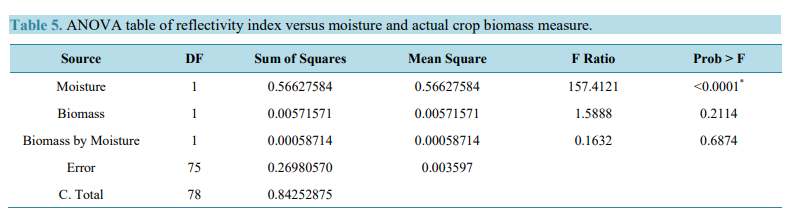 Table 5. ANOVA table of reflectivity index versus moisture and actual crop biomass measure.
Source DF Sum of Squares Mean Square F Ratio Prob > F
Moisture 1 0.56627584 0.56627584 157.4121 <0.0001*
Biomass 1 0.00571571 0.00571571 1.5888 0.2114
Biomass by Moisture 1 0.00058714 0.00058714 0.1632 0.6874
Error 75 0.26980570 0.003597
C. Total 78 0.84252875